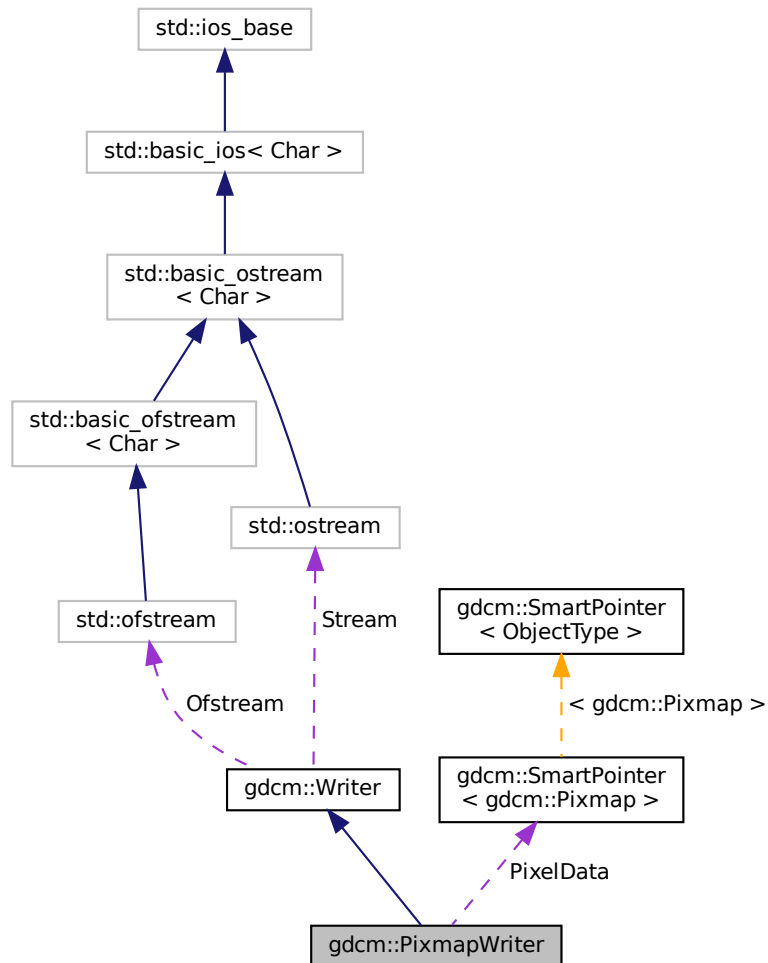 std::ios_base
std::basic_ios< Char >
std::basic_ostream
< Char >
std::basic_ofstream
< Char >
std::ostream
std::ofstream
gdcm::SmartPointer
< ObjectType >
Stream
Ofstream
< gdcm::Pixmap >
gdcm::Writer
gdcm::SmartPointer
< gdcm::Pixmap >
PixelData
gdcm::PixmapWriter